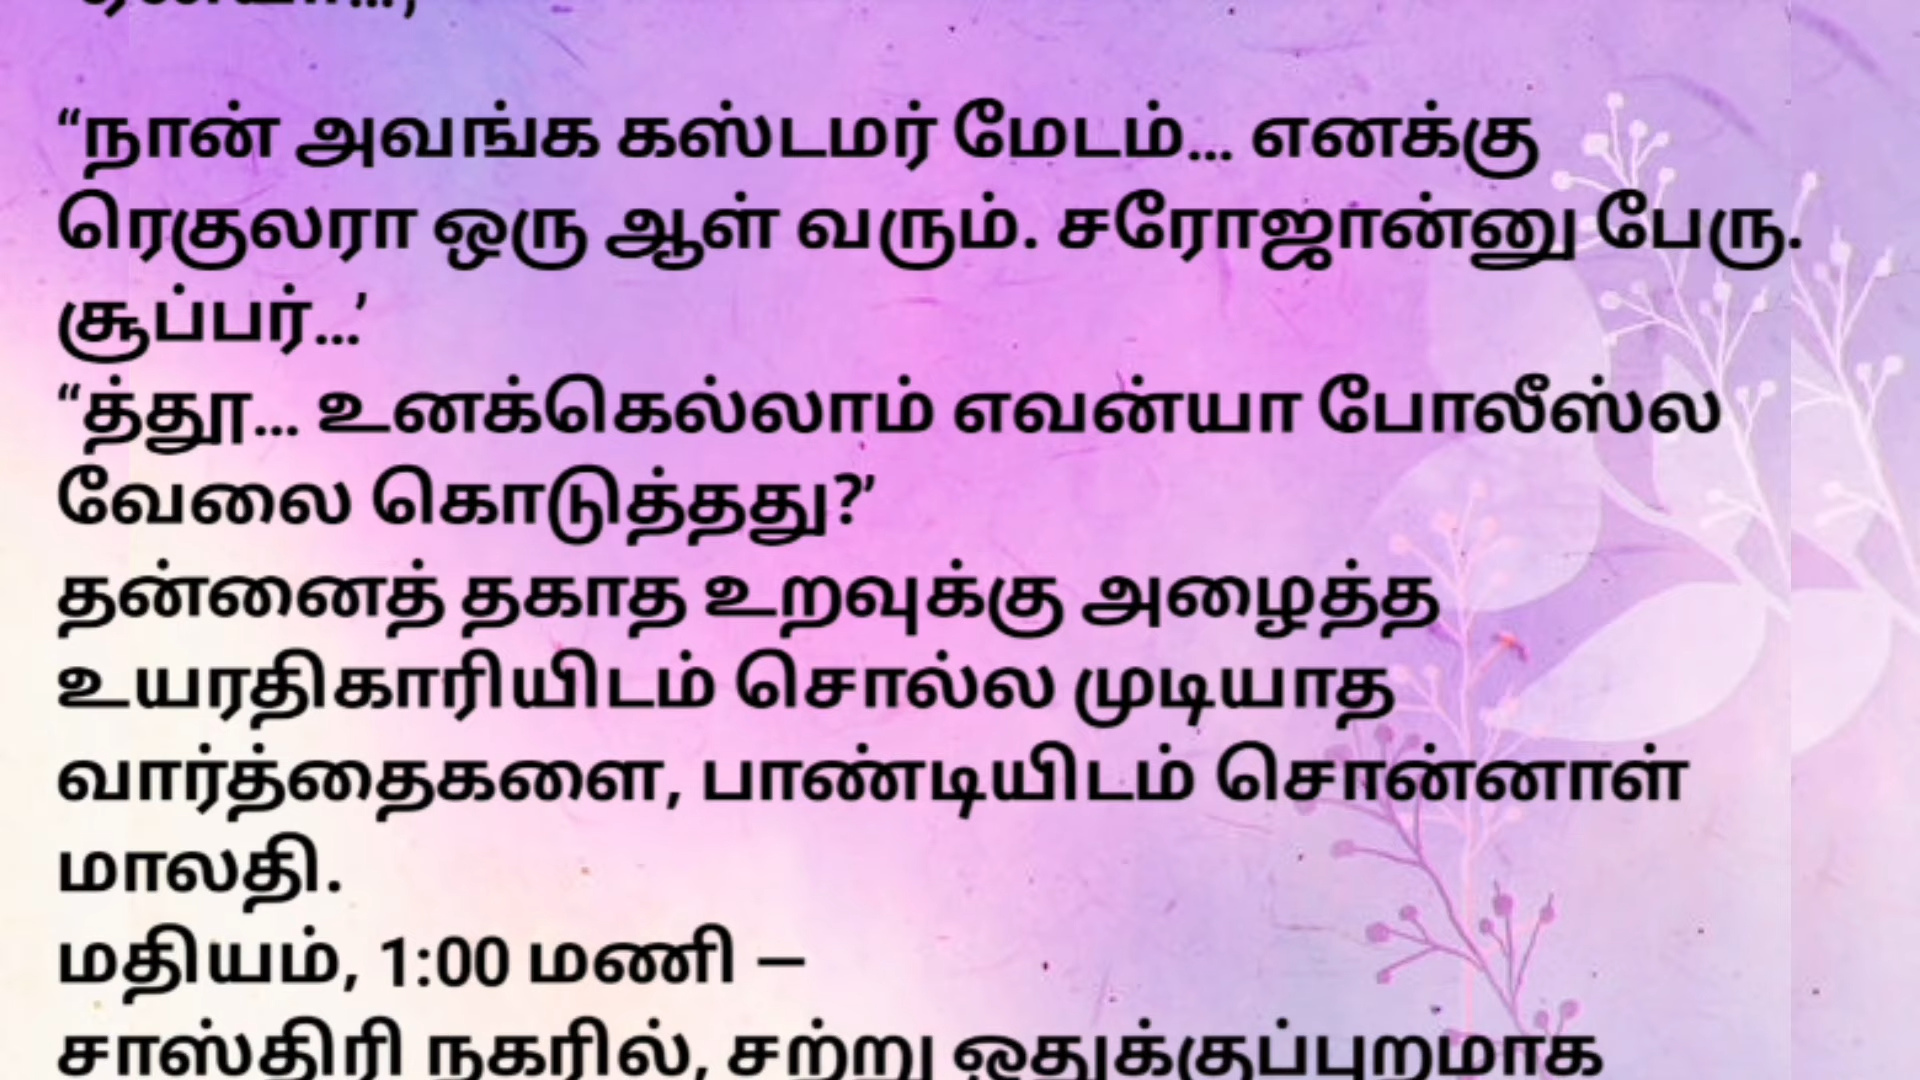 “நான் அவங்க கஸ்டமர் மேடம்... எனக்கு
ரெகுலரா ஒரு ஆள் வரும். சரோஜான்னு பேரு.
சூப்பர்...’
“த்தூ... உனக்கெல்லாம் எவன்யா போலீஸ்ல
வேலை கொடுத்தது?’
தன்னைத் தகாத உறவுக்கு அழைத்த
உயரதிகாரியிடம் சொல்ல முடியாத
வார்த்தைகளை, பாண்டியிடம் சொன்னாள்
மாலதி.
மதியம், 1:00 மணி –
சாஸ்திரி நகரில், சற்று ஒதுக்குப்புறமாக